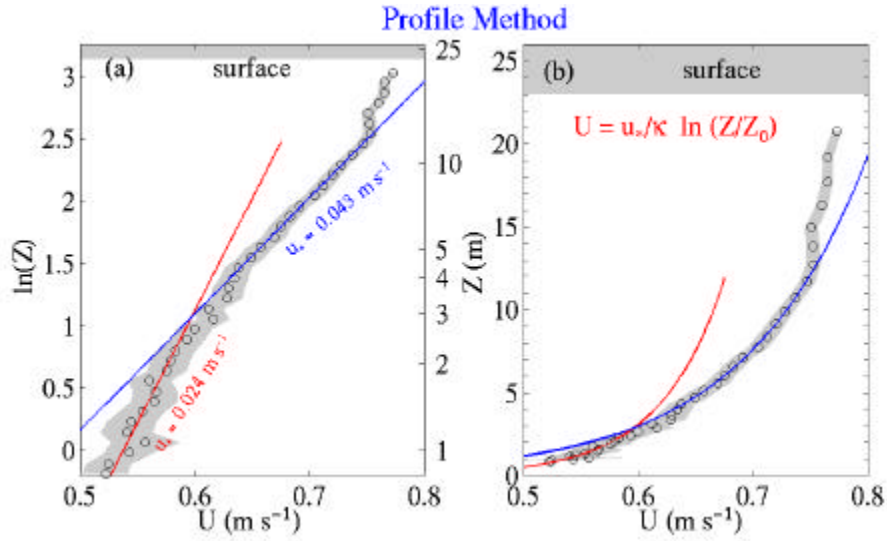 Profile Method
(a)
surface
u* = 0.043 m s⁻¹
u* = 0.024 m s⁻¹
ln(Z)
3
2.5
2
1.5
1
0.5
0
25
10
5
4
3
2
1
Z (m)
0.5 0.6 0.7 0.8
U (m s⁻¹)
(b)
surface
U = u*/κ ln (Z/Z₀)
25
20
15
10
5
0
0.5 0.6 0.7 0.8
U (m s⁻¹)